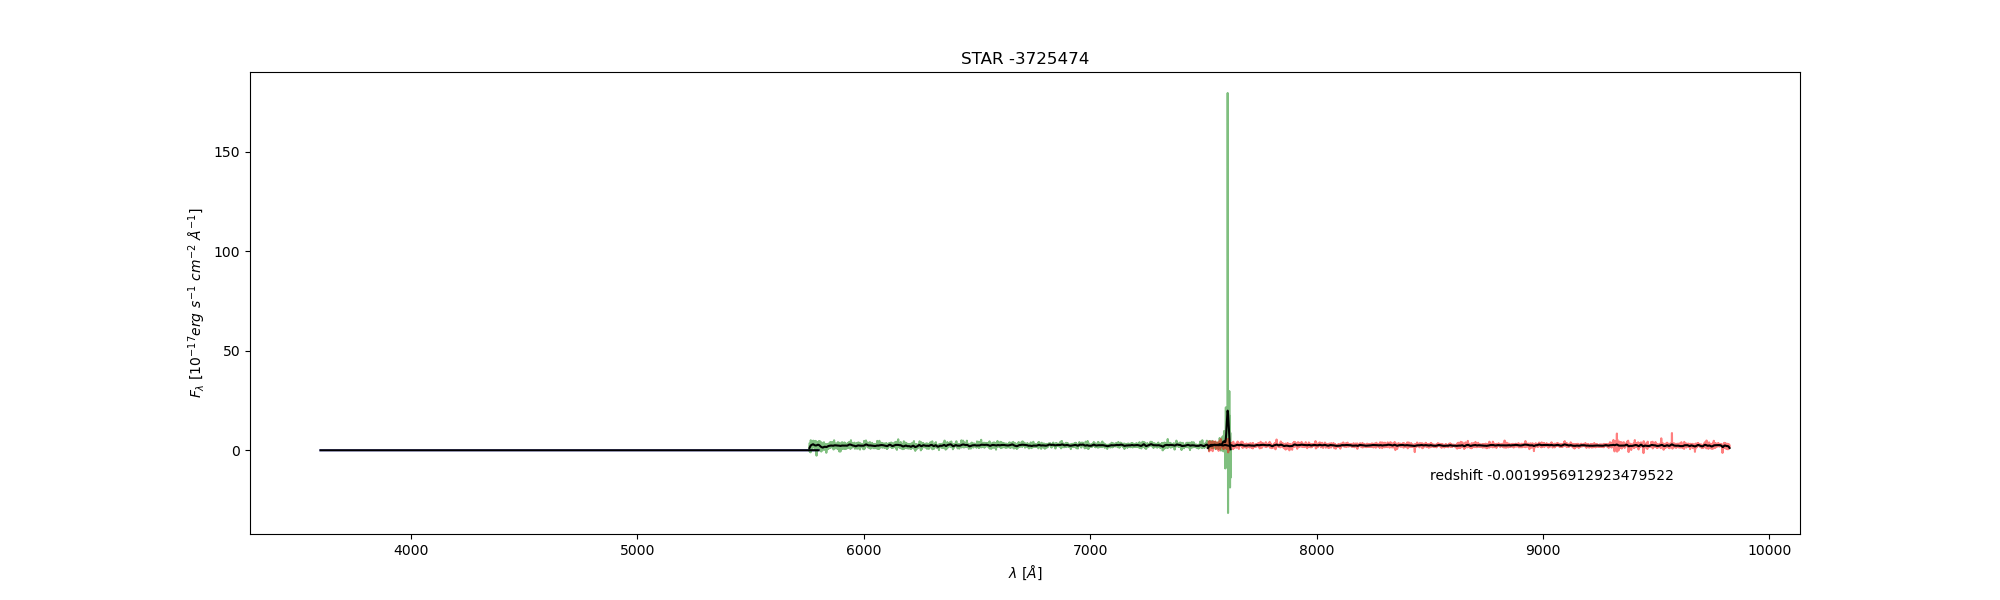 STAR -3725474
150
100
50
0
F_λ [10^−17 erg s^−1 cm^−2 Å^−1]
redshift -0.0019956912923479522
4000 5000 6000 7000 8000 9000 10000
λ [Å]